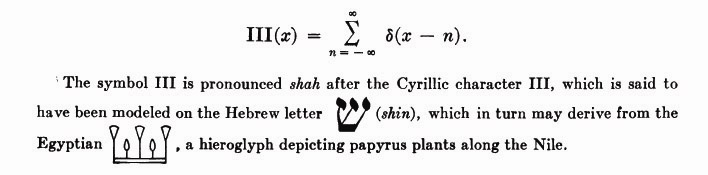 III(x) = ∞∑n=−∞ δ(x − n).
The symbol III is pronounced shah after the Cyrillic character III, which is said to
have been modeled on the Hebrew letter ש (shin), which in turn may derive from the
Egyptian 𓆷, a hieroglyph depicting papyrus plants along the Nile.